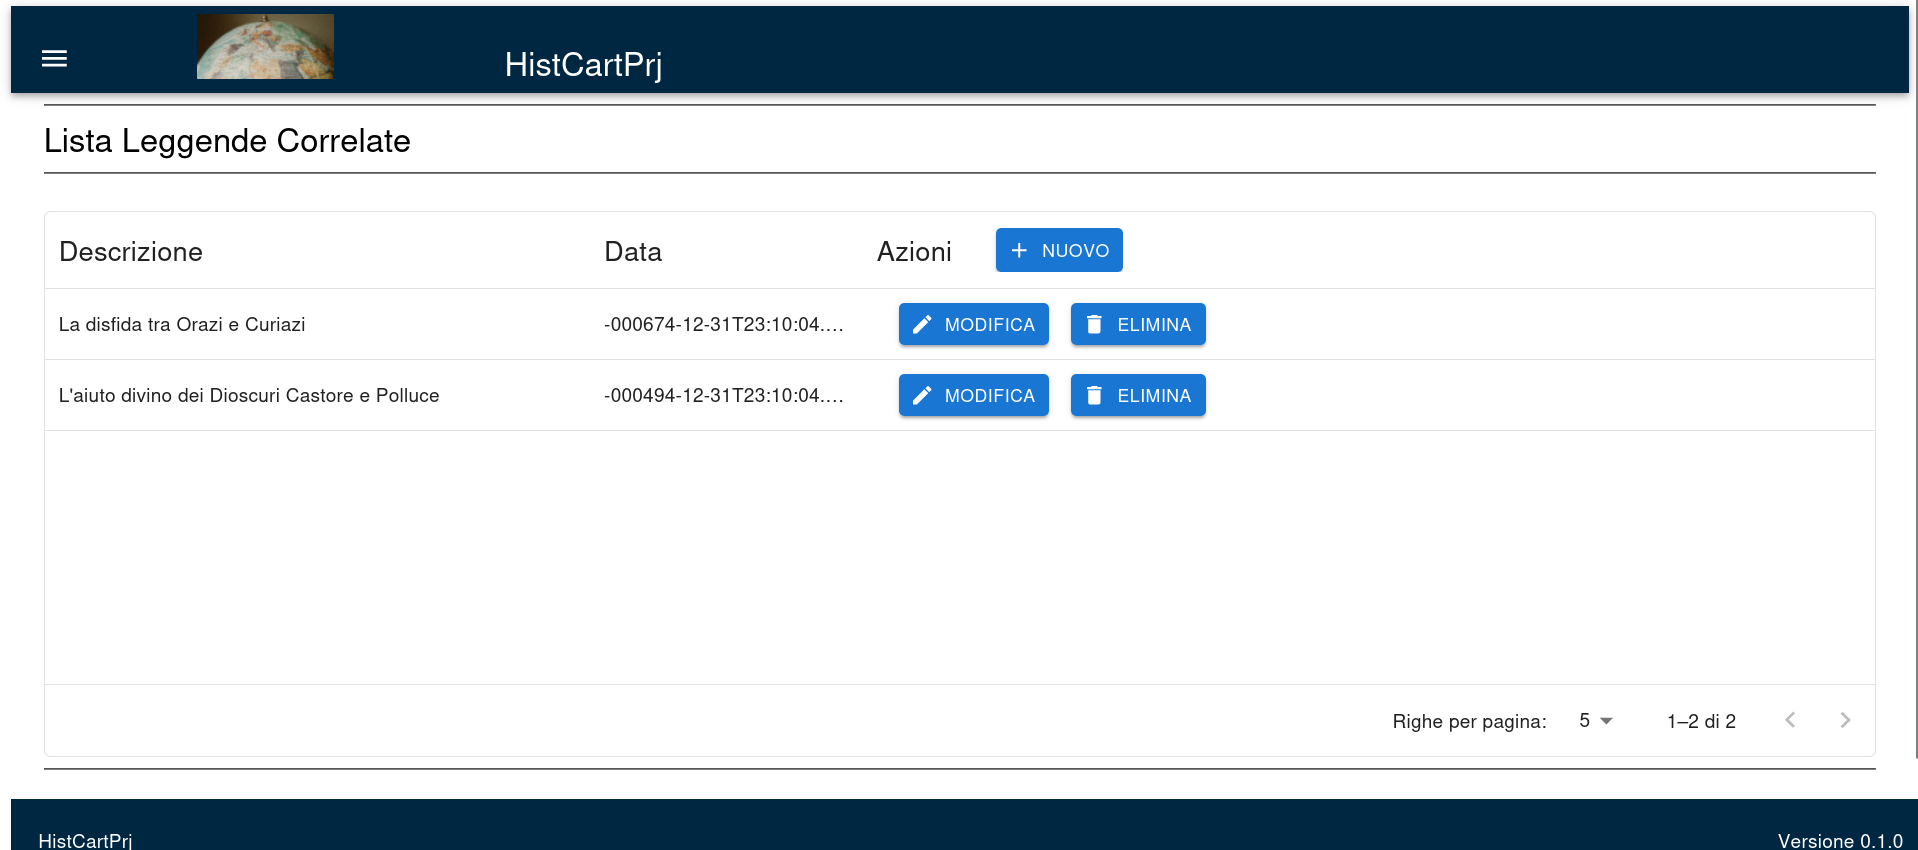 HistCartPrj
Lista Leggende Correlate
Descrizione Data Azioni NUOVO
La disfida tra Orazi e Curiazi -000674-12-31T23:10:04.… MODIFICA ELIMINA
L'aiuto divino dei Dioscuri Castore e Polluce -000494-12-31T23:10:04.… MODIFICA ELIMINA
Righe per pagina: 5 1–2 di 2
HistCartPrj Versione 0.1.0